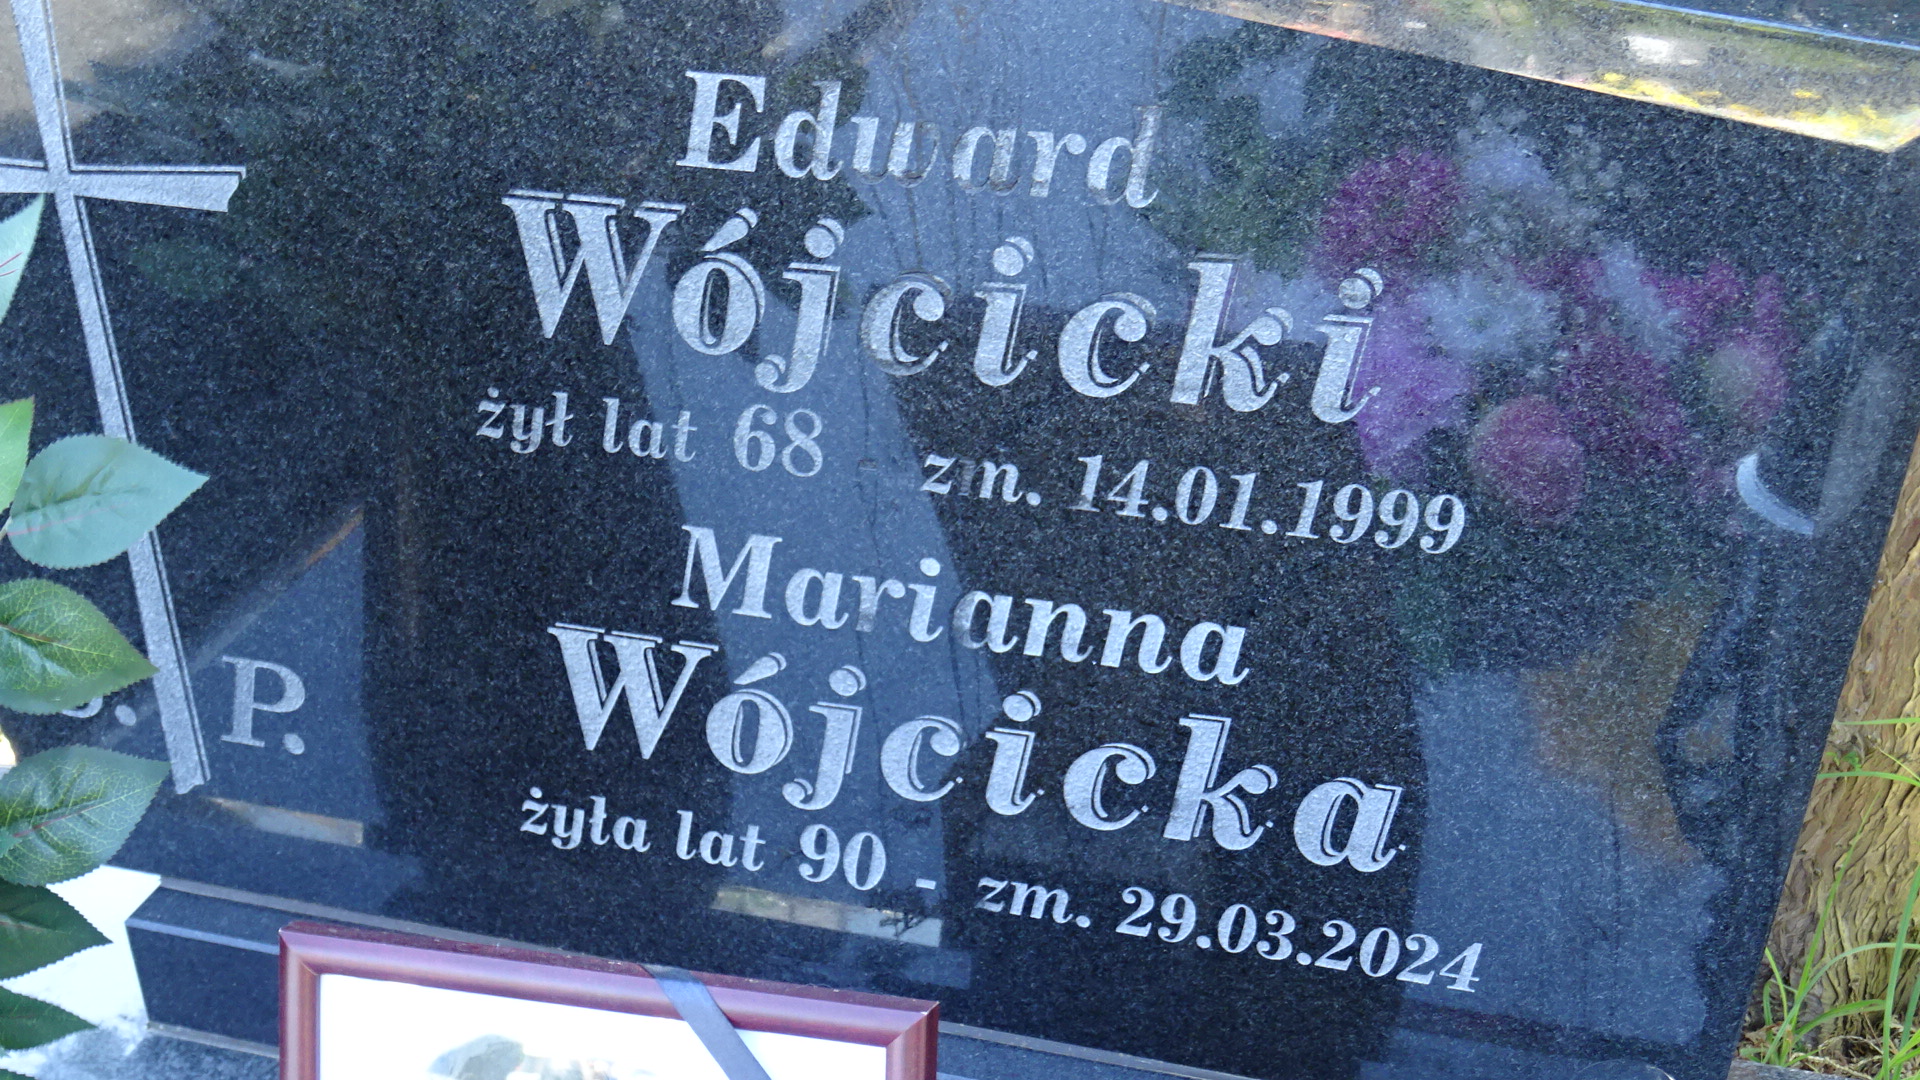 Edward
Wójcicki
żył lat 68 - zm. 14.01.1999
Marianna
Wójcicka
żyła lat 90 - zm. 29.03.2024
P.